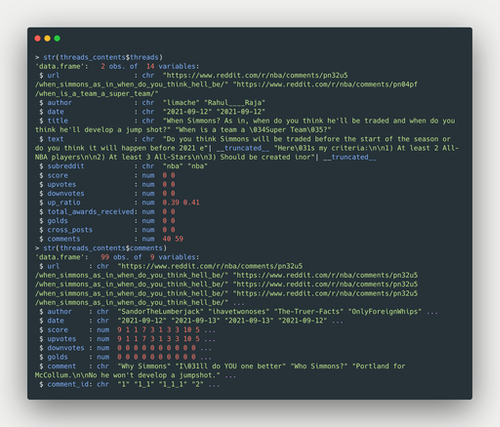 > str(threads_contents$threads)
'data.frame':   2 obs. of  14 variables:
 $ url                  : chr  "https://www.reddit.com/r/nba/comments/pn32u5
/when_simmons_as_in_when_do_you_think_hell_be/" "https://www.reddit.com/r/nba/comments/pn04pf
/when_is_a_team_a_super_team/"
 $ author               : chr  "limache" "Rahul____Raja"
 $ date                 : chr  "2021-09-12" "2021-09-12"
 $ title                : chr  "When Simmons? As in, when do you think he'll be traded and when do you
think he'll develop a jump shot?" "When is a team a \034Super Team\035?"
 $ text                 : chr  "Do you think Simmons will be traded before the start of the season or
do you think it will happen before 2021 e"| __truncated__ "Here\031s my criteria:\n\n1) At least 2 All-
NBA players\n\n2) At least 3 All-Stars\n\n3) Should be created inor"| __truncated__
 $ subreddit            : chr  "nba" "nba"
 $ score                : num  0 0
 $ upvotes              : num  0 0
 $ downvotes            : num  0 0
 $ up_ratio             : num  0.39 0.41
 $ total_awards_received: num  0 0
 $ golds                : num  0 0
 $ cross_posts          : num  0 0
 $ comments             : num  40 59
> str(threads_contents$comments)
'data.frame':   99 obs. of  9 variables:
 $ url       : chr  "https://www.reddit.com/r/nba/comments/pn32u5
/when_simmons_as_in_when_do_you_think_hell_be/" "https://www.reddit.com/r/nba/comments/pn32u5
/when_simmons_as_in_when_do_you_think_hell_be/" "https://www.reddit.com/r/nba/comments/pn32u5
/when_simmons_as_in_when_do_you_think_hell_be/" "https://www.reddit.com/r/nba/comments/pn32u5
/when_simmons_as_in_when_do_you_think_hell_be/" ...
 $ author    : chr  "SandorTheLumberjack" "ihavetwonoses" "The-Truer-Facts" "OnlyForeignWhips" ...
 $ date      : chr  "2021-09-12" "2021-09-13" "2021-09-13" "2021-09-12" ...
 $ score     : num  9 1 1 7 3 1 3 3 10 5 ...
 $ upvotes   : num  9 1 1 7 3 1 3 3 10 5 ...
 $ downvotes : num  0 0 0 0 0 0 0 0 0 0 ...
 $ golds     : num  0 0 0 0 0 0 0 0 0 0 ...
 $ comment   : chr  "Why Simmons" "I\031ll do YOU one better" "Who Simmons?" "Portland for
McCollum.\n\nNo he won't develop a jumpshot." ...
 $ comment_id: chr  "1" "1_1" "1_1_1" "2" ...